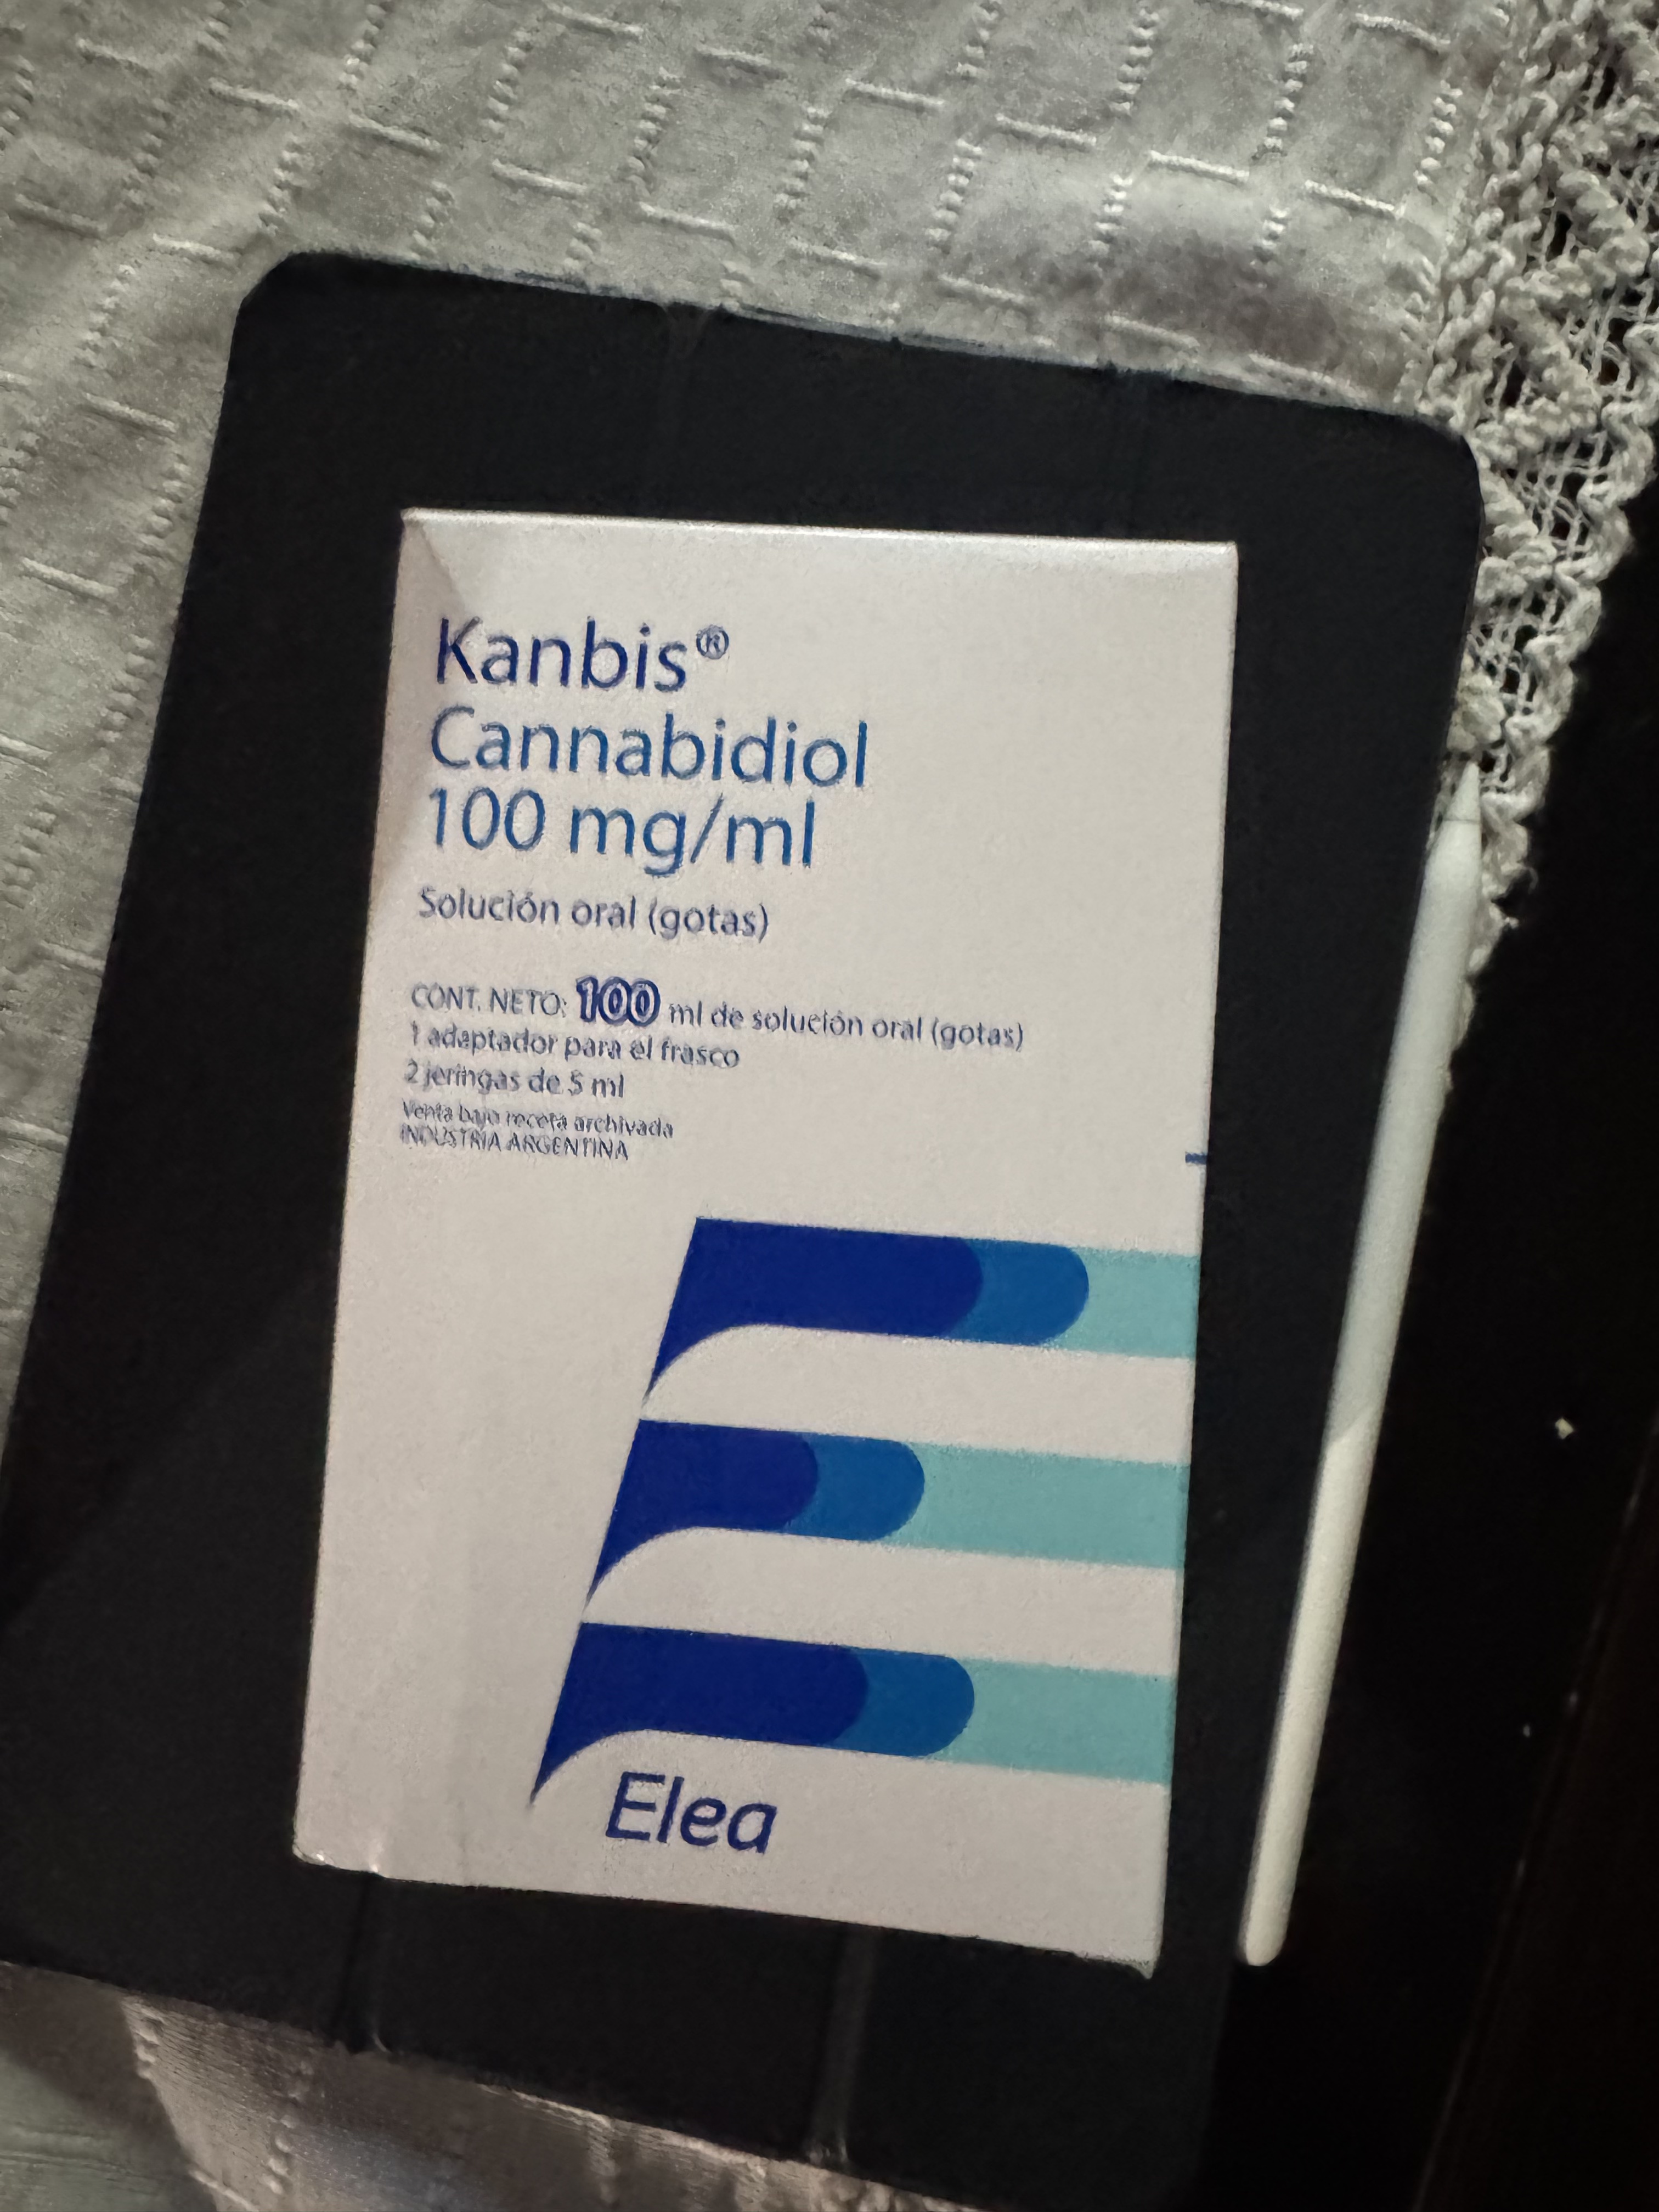 Kanbis®
Cannabidiol
100 mg/ml
Solución oral (gotas)
CONT. NETO: 100 ml de solución oral (gotas)
1 adaptador para el frasco
2 jeringas de 5 ml
Venta bajo receta archivada
INDUSTRIA ARGENTINA
Elea